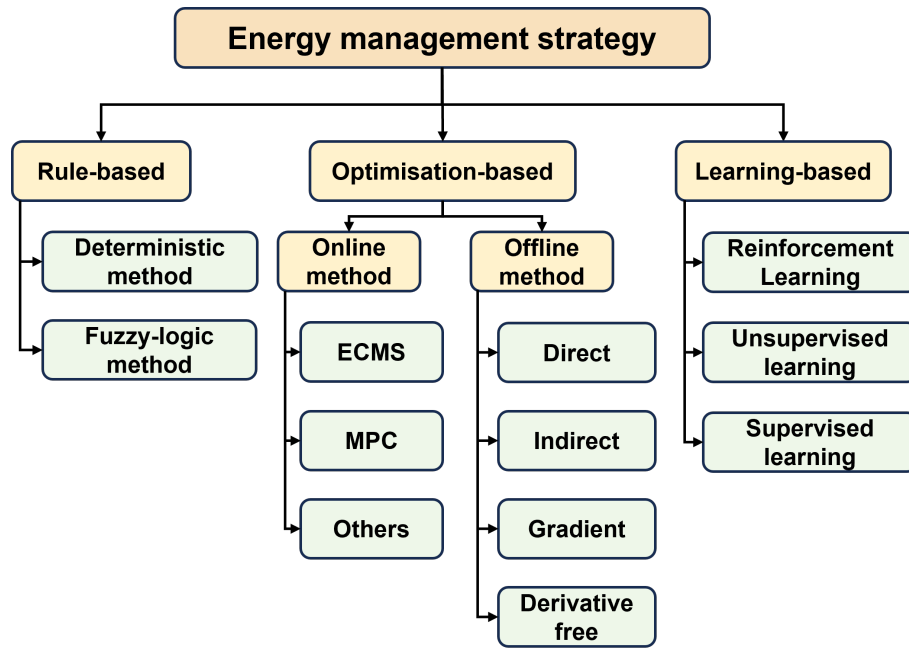 Energy management strategy
Rule-based
Deterministic
method
Fuzzy-logic
method
Optimisation-based
Online
method
ECMS
MPC
Others
Offline
method
Direct
Indirect
Gradient
Derivative
free
Learning-based
Reinforcement
Learning
Unsupervised
learning
Supervised
learning